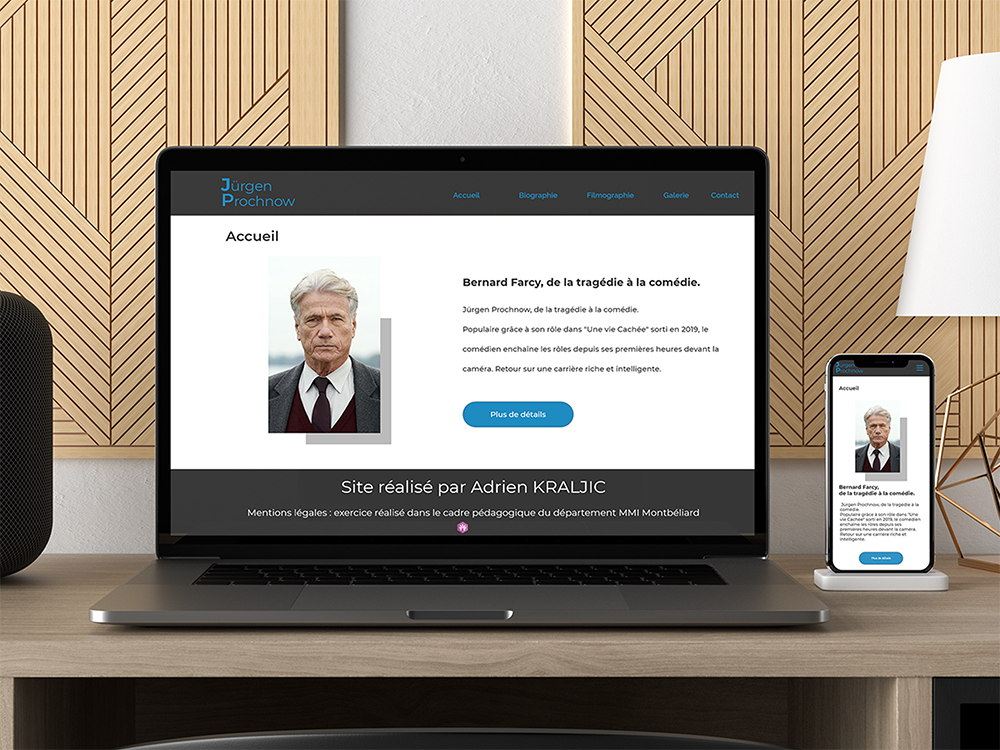 Jürgen
Prochnow
Accueil Biographie Filmographie Galerie Contact
Accueil
Bernard Farcy, de la tragédie à la comédie.
Jürgen Prochnow, de la tragédie à la comédie.
Populaire grâce à son rôle dans "Une vie Cachée" sorti en 2019, le
comédien enchaîne les rôles depuis ses premières heures devant la
caméra. Retour sur une carrière riche et intelligente.
Plus de détails
Site réalisé par Adrien KRALJIC
Mentions légales : exercice réalisé dans le cadre pédagogique du département MMI Montbéliard
Jürgen
Prochnow
Accueil
Bernard Farcy,
de la tragédie à la comédie.
Jürgen Prochnow, de la tragédie à la
comédie.
Populaire grâce à son rôle dans "Une
vie Cachée" sorti en 2019, le comédien
enchaîne les rôles depuis ses
premières heures devant la caméra.
Retour sur une carrière riche et
intelligente.
Plus de détails